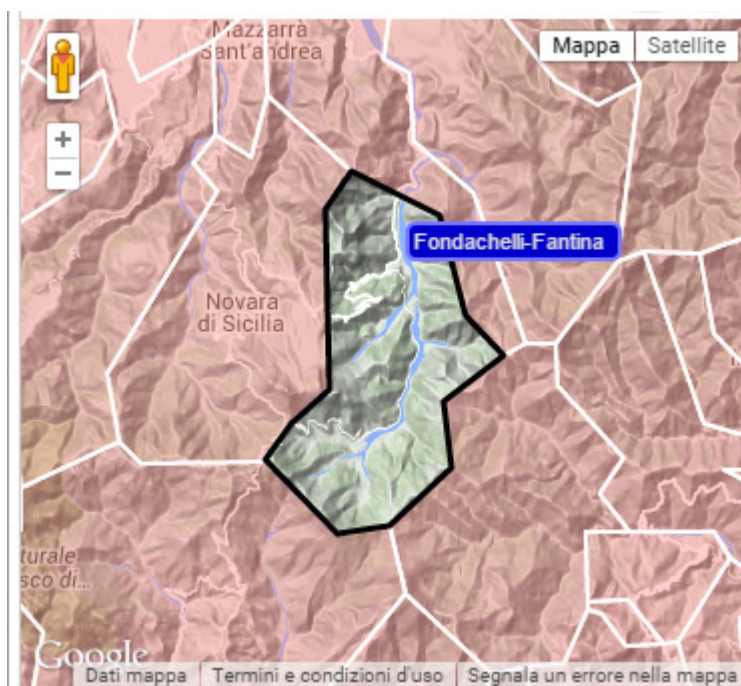 Mazzarrà
Sant'andrea
Mappa
Satellite
+
−
Fondachelli-Fantina
Novara
di Sicilia
turale
sco di...
Google
Dati mappa
Termini e condizioni d'uso
Segnala un errore nella mappa